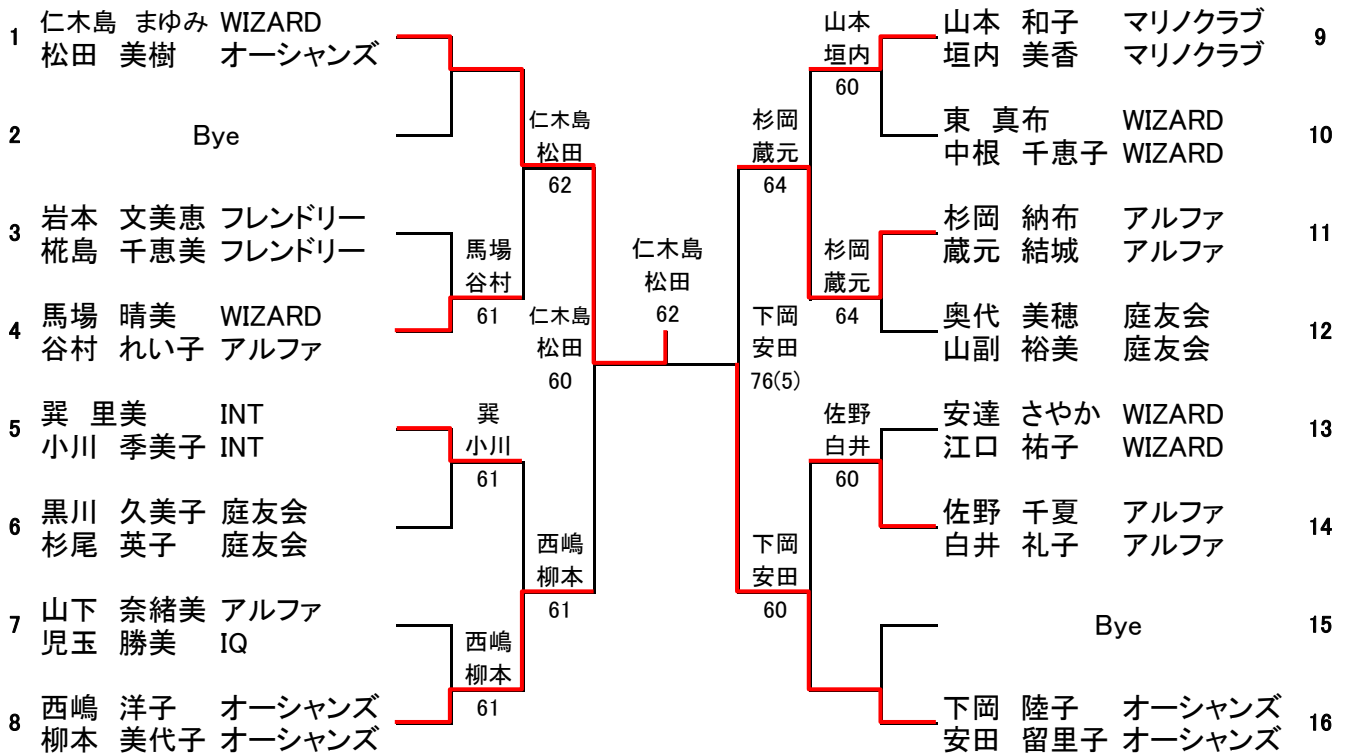 1 仁木島 まゆみ WIZARD
松田 美樹 オーシャンズ
2 Bye
3 岩本 文美恵 フレンドリー
椛島 千恵美 フレンドリー
4 馬場 晴美 WIZARD
谷村 れい子 アルファ
5 巽 里美 INT
小川 季美子 INT
6 黒川 久美子 庭友会
杉尾 英子 庭友会
7 山下 奈緒美 アルファ
児玉 勝美 IQ
8 西嶋 洋子 オーシャンズ
柳本 美代子 オーシャンズ
馬場
谷村
61
巽
小川
61
西嶋
柳本
61
仁木島
松田
62
西嶋
柳本
61
仁木島
松田
60
仁木島
松田
62
下岡
安田
76(5)
杉岡
蔵元
64
下岡
安田
60
山本
垣内
60
杉岡
蔵元
64
佐野
白井
60
山本 和子 マリノクラブ 9
垣内 美香 マリノクラブ
東 真布 WIZARD 10
中根 千恵子 WIZARD
杉岡 納布 アルファ 11
蔵元 結城 アルファ
奥代 美穂 庭友会 12
山副 裕美 庭友会
安達 さやか WIZARD 13
江口 祐子 WIZARD
佐野 千夏 アルファ 14
白井 礼子 アルファ
Bye 15
下岡 陸子 オーシャンズ 16
安田 留里子 オーシャンズ